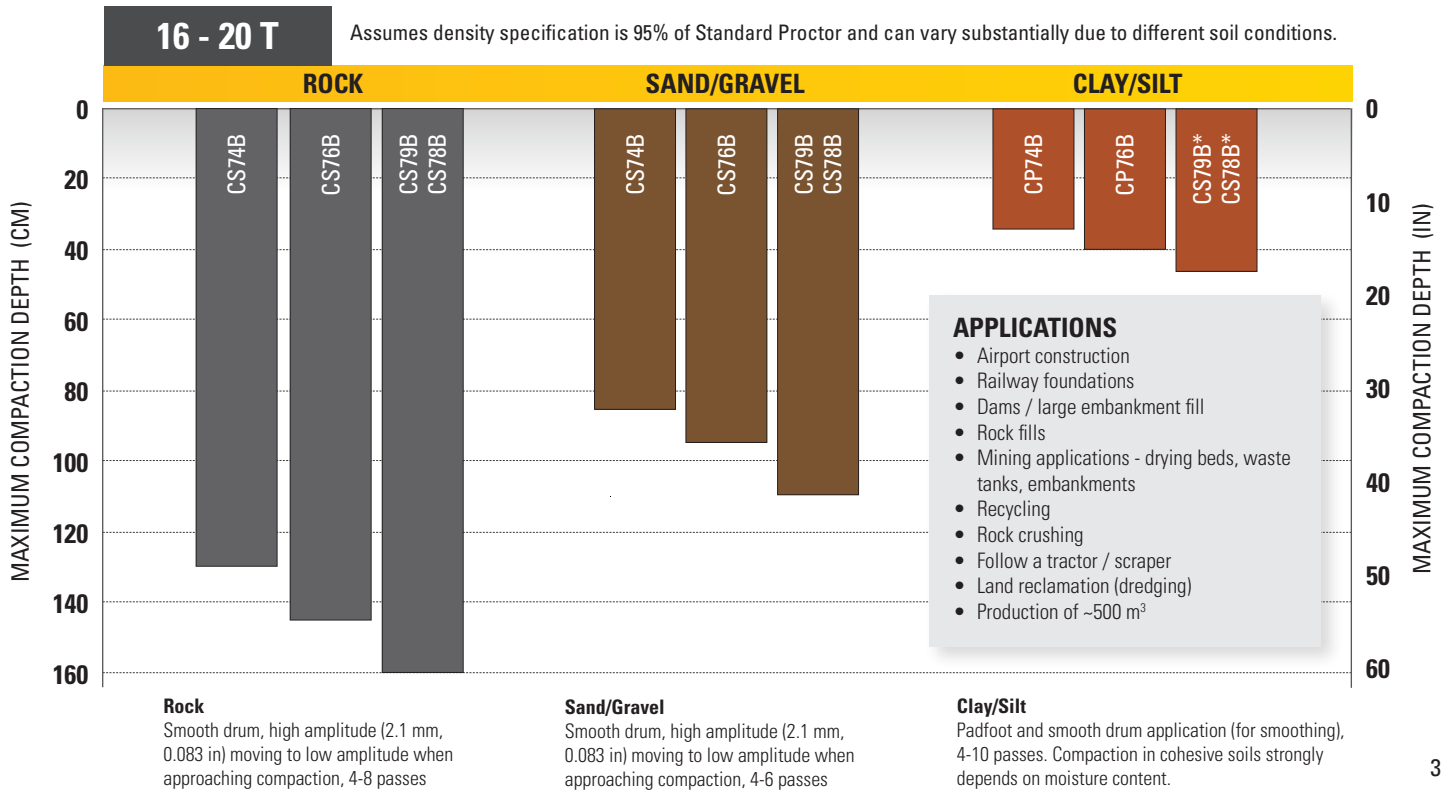 16 - 20 T
Assumes density specification is 95% of Standard Proctor and can vary substantially due to different soil conditions.
ROCK
SAND/GRAVEL
CLAY/SILT
MAXIMUM COMPACTION DEPTH (CM)
0
20
40
60
80
100
120
140
160
CS74B
CS76B
CS79B
CS78B
CS74B
CS76B
CS79B
CS78B
CP74B
CP76B
CS79B*
CS78B*
0
10
20
30
40
50
60
MAXIMUM COMPACTION DEPTH (IN)
APPLICATIONS
• Airport construction
• Railway foundations
• Dams / large embankment fill
• Rock fills
• Mining applications - drying beds, waste
tanks, embankments
• Recycling
• Rock crushing
• Follow a tractor / scraper
• Land reclamation (dredging)
• Production of ~500 m³
Rock
Smooth drum, high amplitude (2.1 mm,
0.083 in) moving to low amplitude when
approaching compaction, 4-8 passes
Sand/Gravel
Smooth drum, high amplitude (2.1 mm,
0.083 in) moving to low amplitude when
approaching compaction, 4-6 passes
Clay/Silt
Padfoot and smooth drum application (for smoothing),
4-10 passes. Compaction in cohesive soils strongly
depends on moisture content.
3